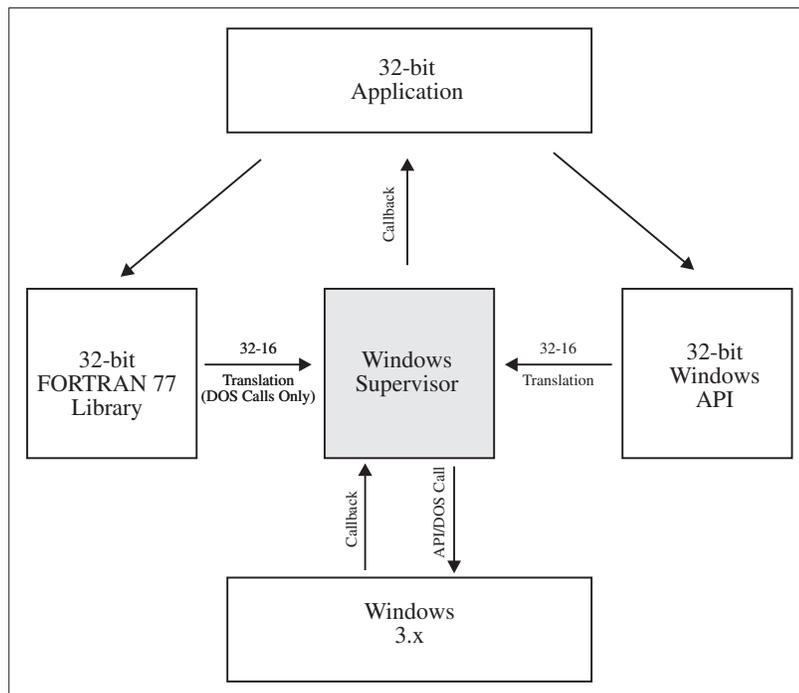 32-bit
Application
Callback
32-bit
FORTRAN 77
Library
32-16
Translation
(DOS Calls Only)
Windows
Supervisor
32-16
Translation
32-bit
Windows
API
Callback
API/DOS Call
Windows
3.x